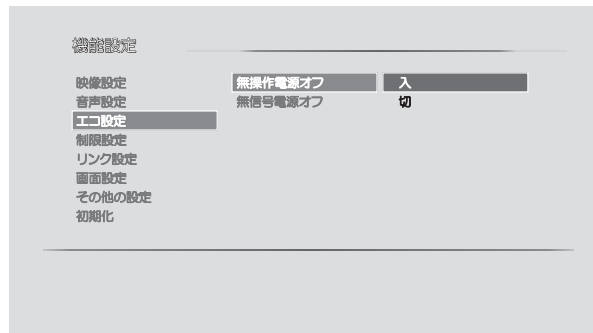 機能設定
映像設定
音声設定
エコ設定
制限設定
リンク設定
画面設定
その他の設定
初期化
無操作電源オフ 入
無信号電源オフ 切